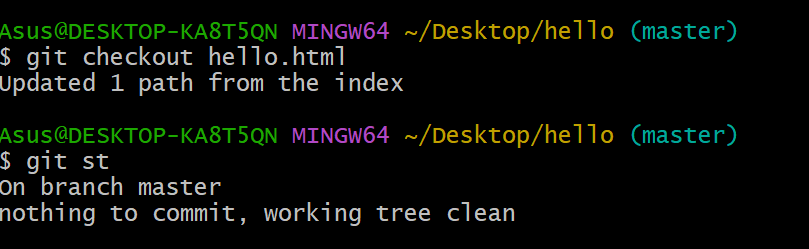 Asus@DESKTOP-KA8T5QN MINGW64 ~/Desktop/hello (master)
$ git checkout hello.html
Updated 1 path from the index
Asus@DESKTOP-KA8T5QN MINGW64 ~/Desktop/hello (master)
$ git st
On branch master
nothing to commit, working tree clean